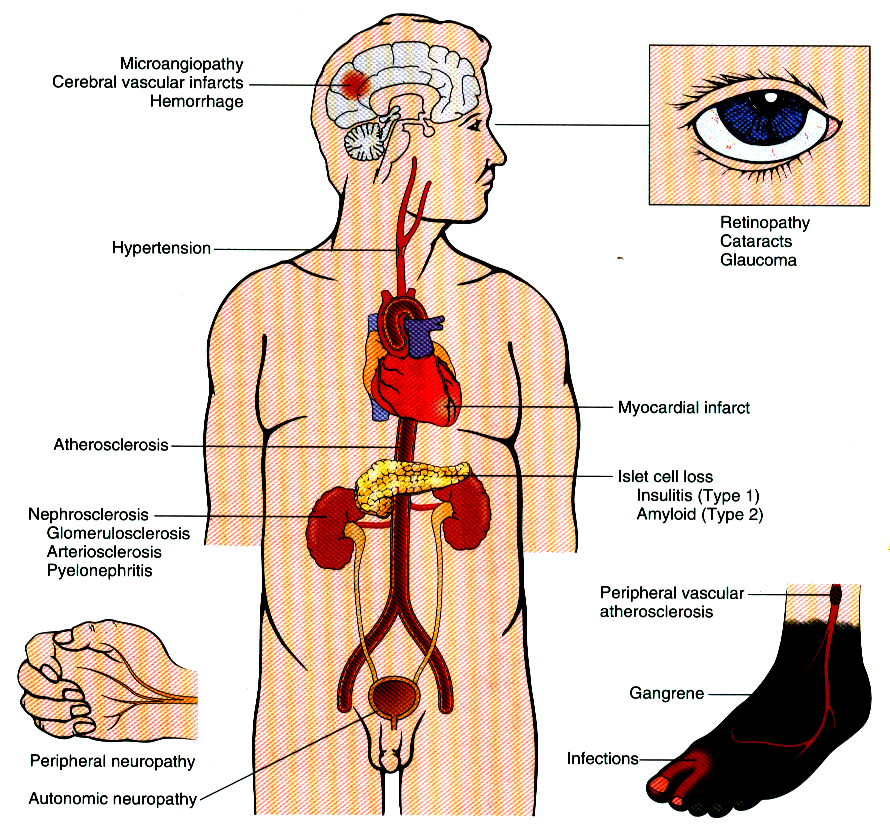 Microangiopathy
Cerebral vascular infarcts
Hemorrhage
Retinopathy
Cataracts
Glaucoma
Hypertension
Myocardial infarct
Atherosclerosis
Islet cell loss
Insulitis (Type 1)
Amyloid (Type 2)
Nephrosclerosis
Glomerulosclerosis
Arteriosclerosis
Pyelonephritis
Peripheral vascular
atherosclerosis
Gangrene
Infections
Peripheral neuropathy
Autonomic neuropathy